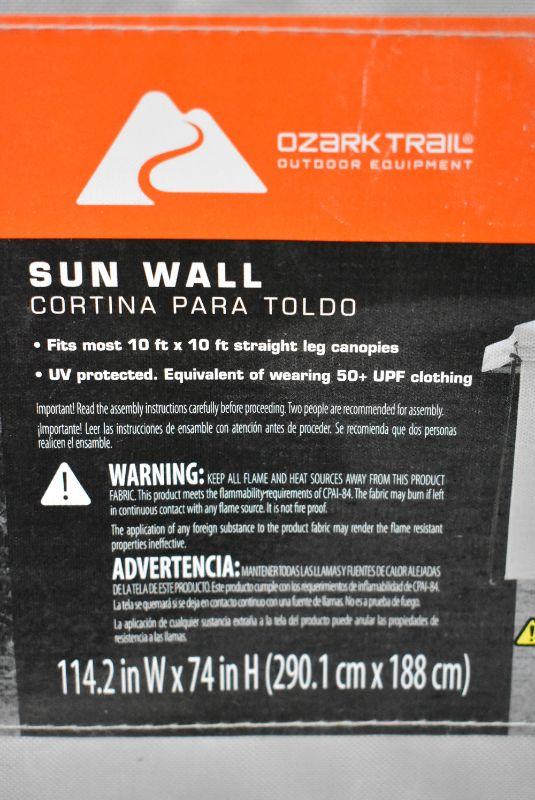 OZARK TRAIL®
OUTDOOR EQUIPMENT
SUN WALL
CORTINA PARA TOLDO
• Fits most 10 ft x 10 ft straight leg canopies
• UV protected. Equivalent of wearing 50+ UPF clothing
Important! Read the assembly instructions carefully before proceeding. Two people are recommended for assembly.
¡Importante! Leer las instrucciones de ensamble con atención antes de proceder. Se recomienda que dos personas
realicen el ensamble.
WARNING: KEEP ALL FLAME AND HEAT SOURCES AWAY FROM THIS PRODUCT
FABRIC. This product meets the flammability requirements of CPAI-84. The fabric may burn if left
in continuous contact with any flame source. It is not fire proof.
The application of any foreign substance to the product fabric may render the flame resistant
properties ineffective.
ADVERTENCIA: MANTENER TODAS LAS LLAMAS Y FUENTES DE CALOR ALEJADAS
DE LA TELA DE ESTE PRODUCTO. Este producto cumple con los requerimientos de inflamabilidad de CPAI-84.
La tela se quemará si se deja en contacto continuo con una fuente de llamas. No es a prueba de fuego.
La aplicación de cualquier sustancia extraña a la tela del producto puede anular las propiedades de
resistencia a las llamas.
114.2 in W x 74 in H (290.1 cm x 188 cm)